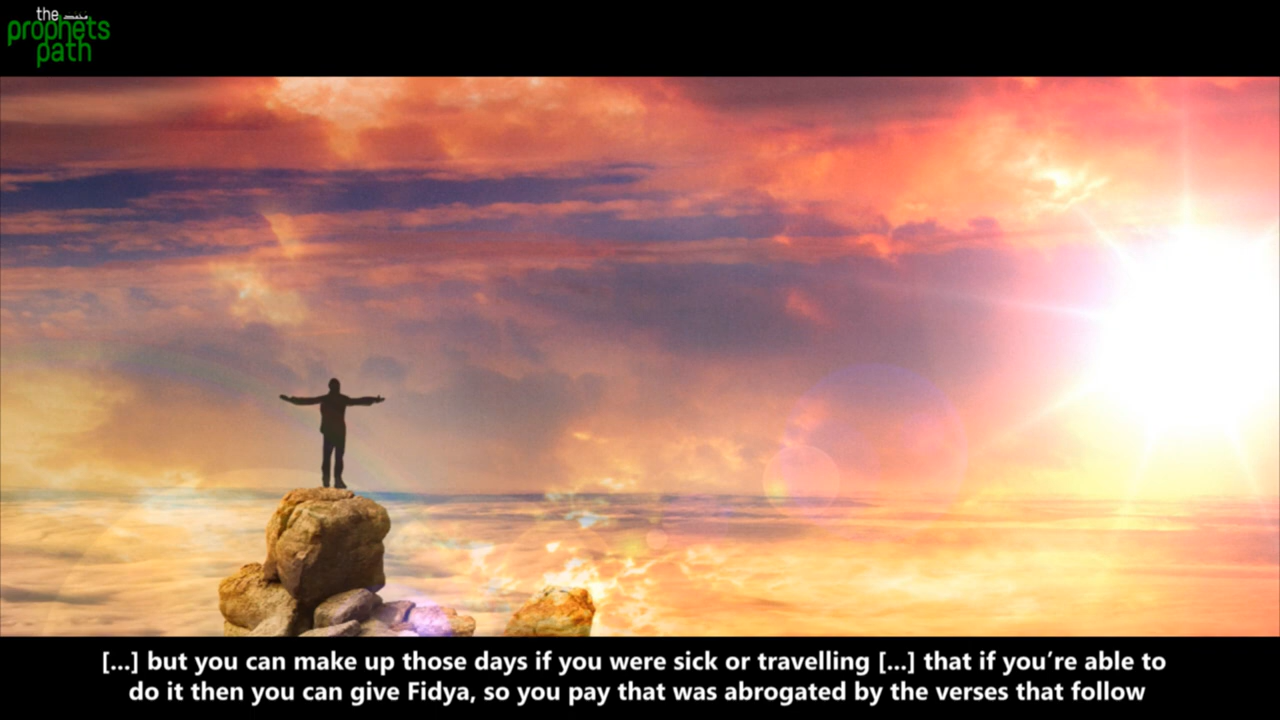 the
prophets
path
[...] but you can make up those days if you were sick or travelling [...] that if you’re able to
do it then you can give Fidya, so you pay that was abrogated by the verses that follow